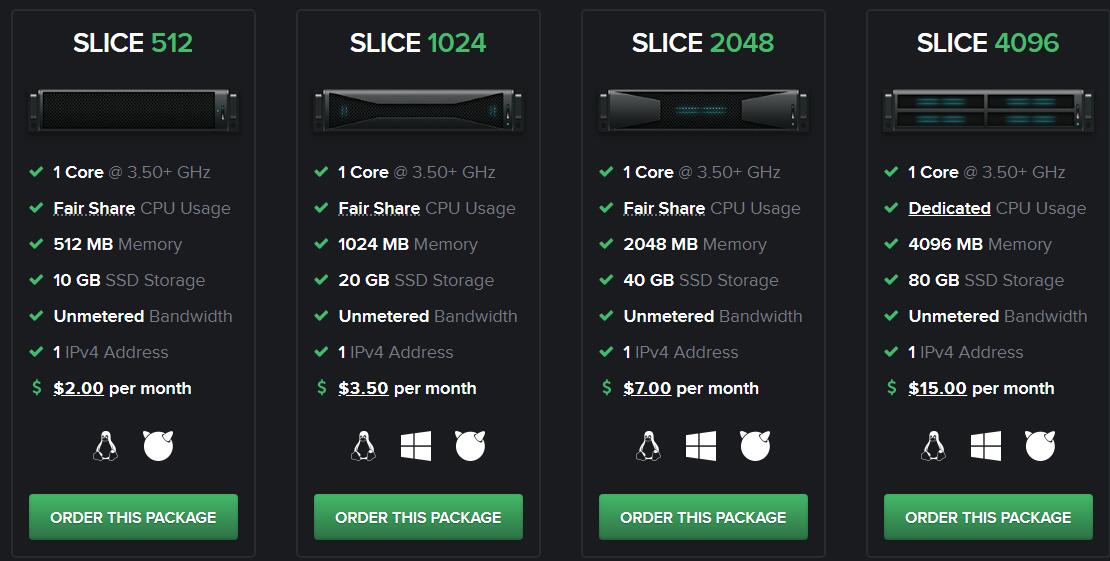 SLICE 512
1 Core @ 3.50+ GHz
Fair Share CPU Usage
512 MB Memory
10 GB SSD Storage
Unmetered Bandwidth
1 IPv4 Address
$ $2.00 per month
ORDER THIS PACKAGE
SLICE 1024
1 Core @ 3.50+ GHz
Fair Share CPU Usage
1024 MB Memory
20 GB SSD Storage
Unmetered Bandwidth
1 IPv4 Address
$ $3.50 per month
ORDER THIS PACKAGE
SLICE 2048
1 Core @ 3.50+ GHz
Fair Share CPU Usage
2048 MB Memory
40 GB SSD Storage
Unmetered Bandwidth
1 IPv4 Address
$ $7.00 per month
ORDER THIS PACKAGE
SLICE 4096
1 Core @ 3.50+ GHz
Dedicated CPU Usage
4096 MB Memory
80 GB SSD Storage
Unmetered Bandwidth
1 IPv4 Address
$ $15.00 per month
ORDER THIS PACKAGE